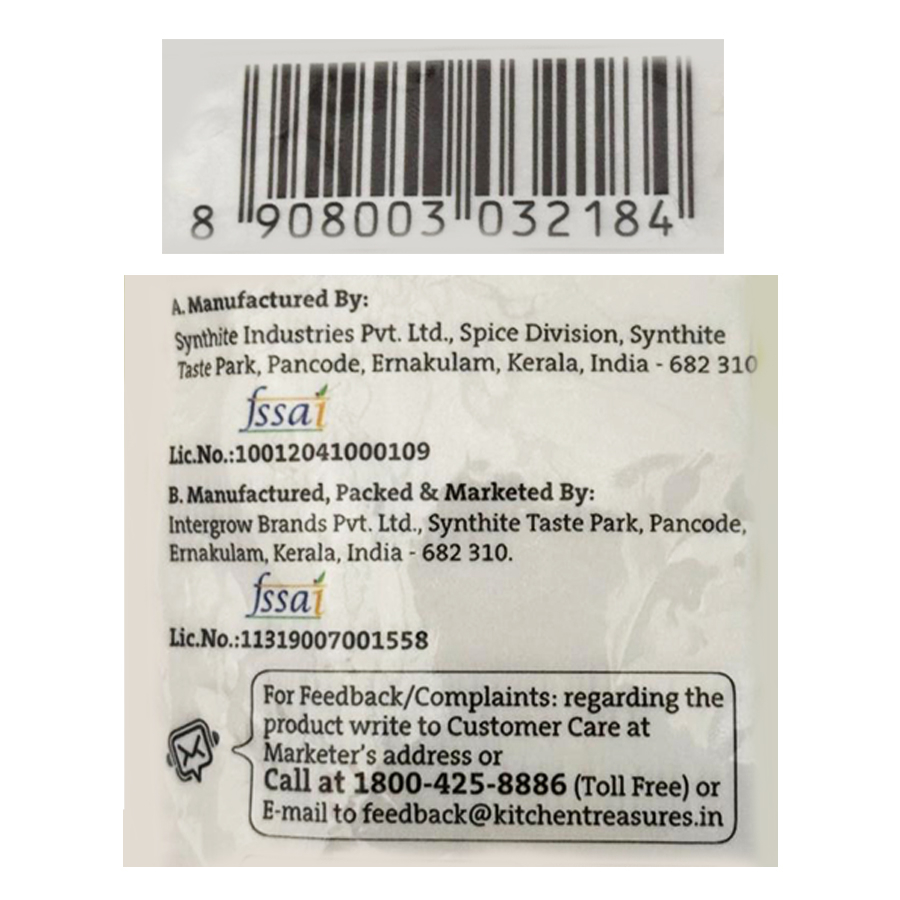 8 908003 032184
A. Manufactured By:
Synthite Industries Pvt. Ltd., Spice Division, Synthite
Taste Park, Pancode, Ernakulam, Kerala, India - 682 310
fssai
Lic.No.:10012041000109
B. Manufactured, Packed & Marketed By:
Intergrow Brands Pvt. Ltd., Synthite Taste Park, Pancode,
Ernakulam, Kerala, India - 682 310.
fssai
Lic.No.:11319007001558
For Feedback/Complaints: regarding the
product write to Customer Care at
Marketer's address or
Call at 1800-425-8886 (Toll Free) or
E-mail to feedback@kitchentreasures.in